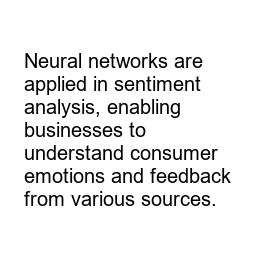 Neural networks are
applied in sentiment
analysis, enabling
businesses to
understand consumer
emotions and feedback
from various sources.